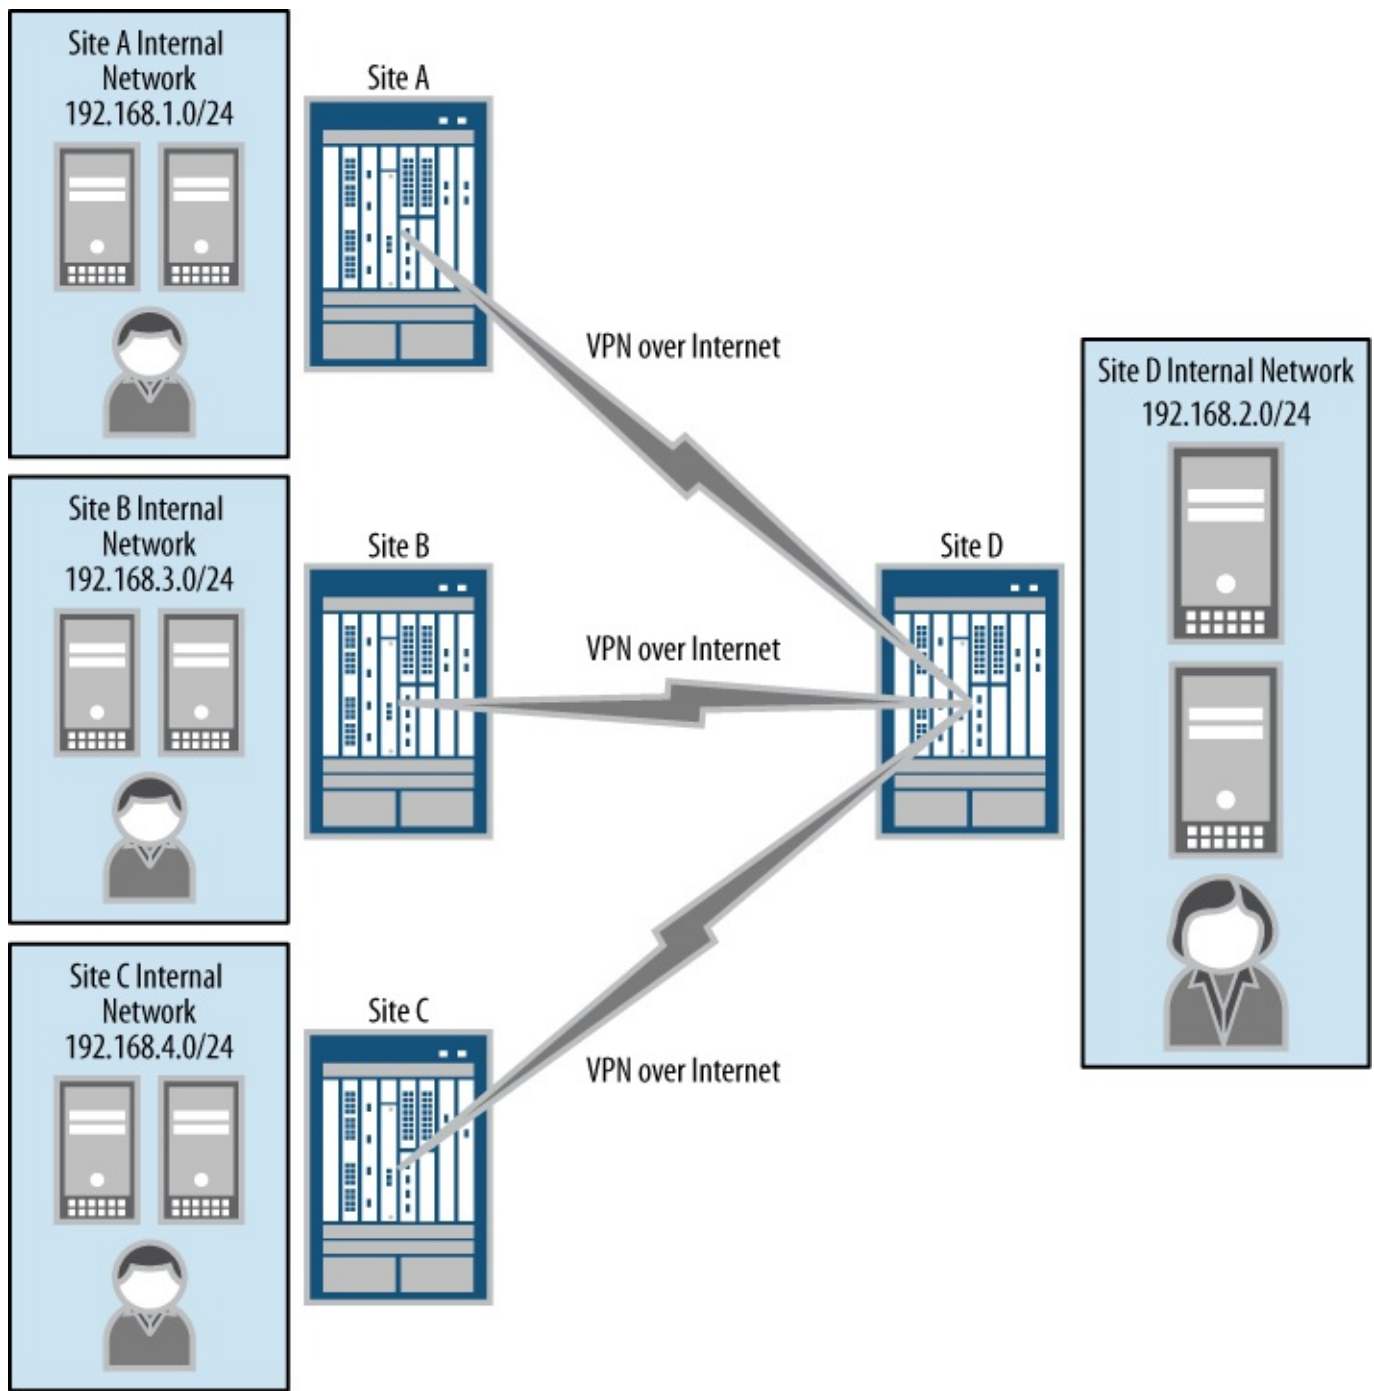 Site A Internal
Network
192.168.1.0/24
Site A
VPN over Internet
Site B Internal
Network
192.168.3.0/24
Site B
VPN over Internet
Site C Internal
Network
192.168.4.0/24
Site C
VPN over Internet
Site D
Site D Internal Network
192.168.2.0/24